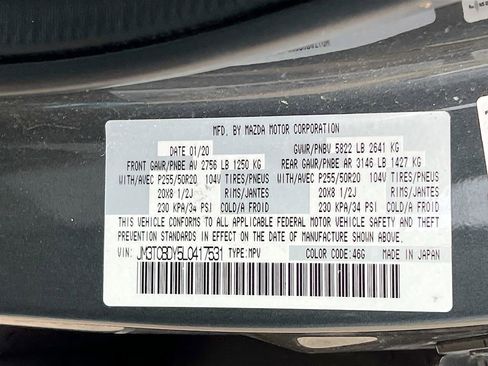 MFD. BY MAZDA MOTOR CORPORATION
DATE 01/20 GVWR/PNBV 5822 LB 2641 KG
FRONT GAWR/PNBE AV 2756 LB 1250 KG REAR GAWR/PNBE AR 3146 LB 1427 KG
WITH/AVEC P255/50R20 104V TIRES/PNEUS WITH/AVEC P255/50R20 104V TIRES/PNEUS
20X8 1/2J RIMS/JANTES 20X8 1/2J RIMS/JANTES
230 KPA/34 PSI COLD/A FROID 230 KPA/34 PSI COLD/A FROID
THIS VEHICLE CONFORMS TO ALL APPLICABLE FEDERAL MOTOR VEHICLE SAFETY AND THEFT
PREVENTION STANDARDS IN EFFECT ON THE DATE OF MANUFACTURE SHOWN ABOVE.
VIN: JM3TCBDY5L0417531 TYPE:MPV COLOR CODE:46G MADE IN JAPAN